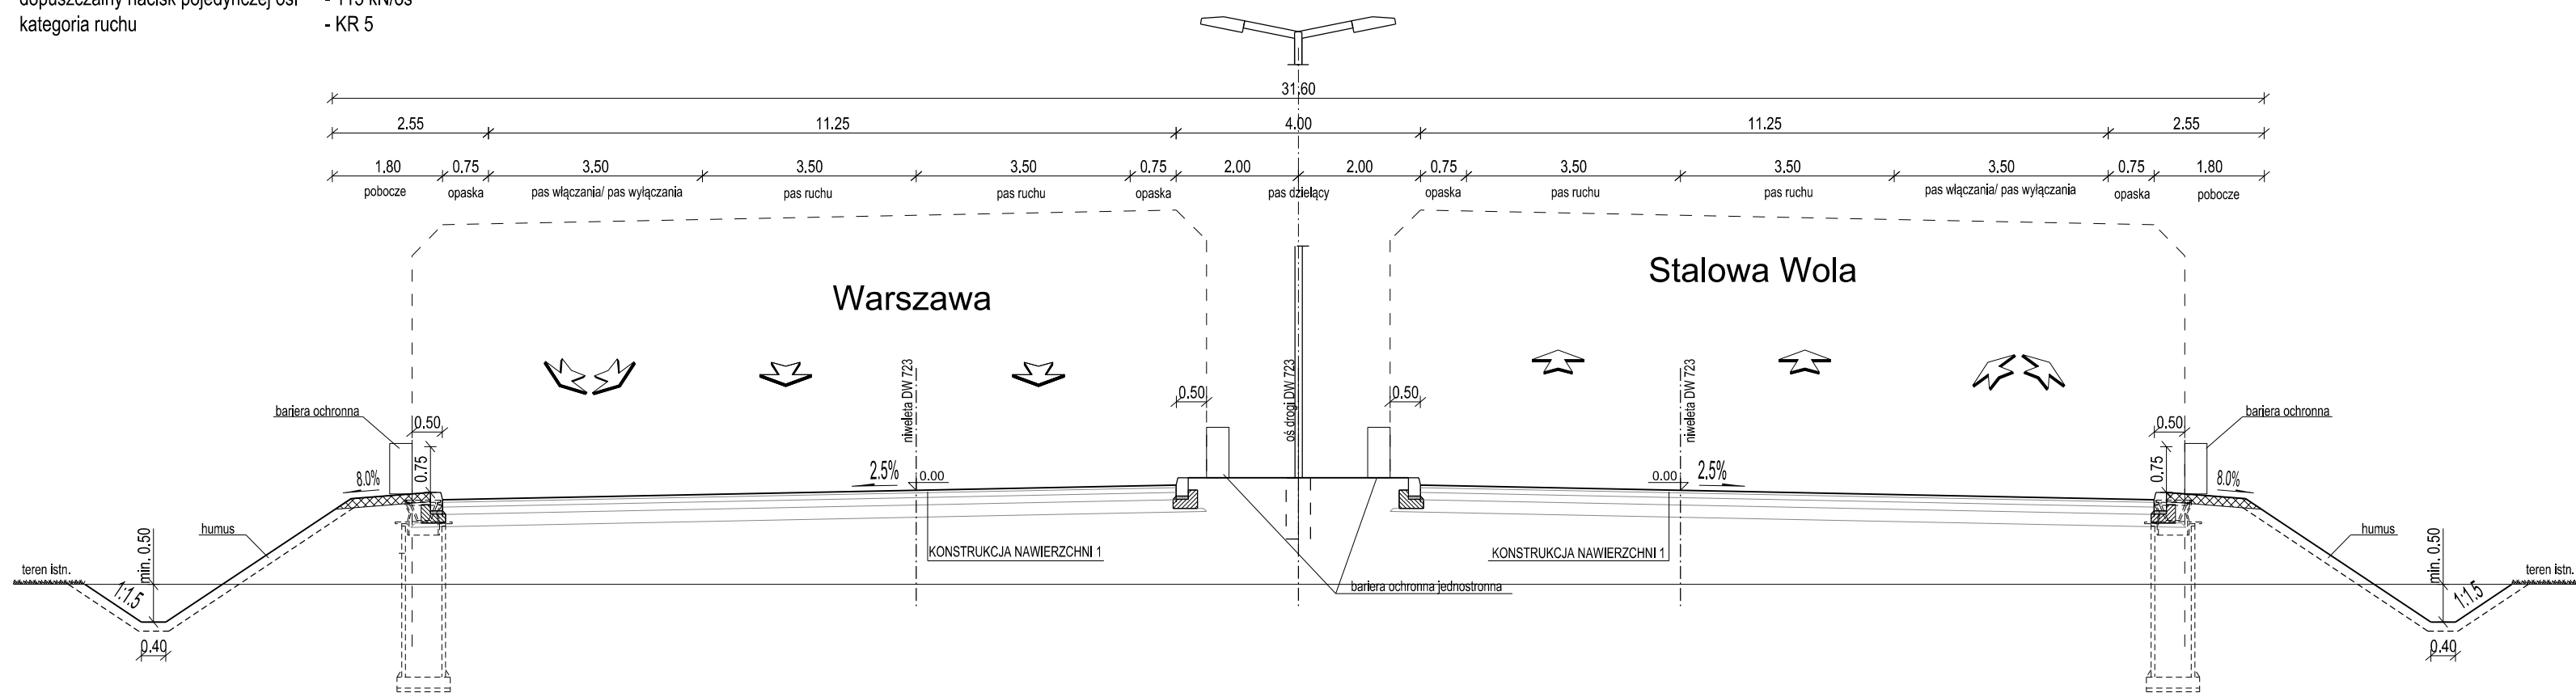 dopuszczalny nacisk pojedynczej osi - 115 kN/oś
kategoria ruchu - KR 5
31.60
2.55 11.25 4.00 11.25 2.55
1.80 0.75 3.50 3.50 3.50 0.75 2.00 2.00 0.75 3.50 3.50 3.50 0.75 1.80
pobocze opaska pas włączania/ pas wyłączania pas ruchu pas ruchu opaska pas dzielący opaska pas ruchu pas ruchu pas włączania/ pas wyłączania opaska pobocze
Warszawa
Stalowa Wola
niweleta DW 723
oś drogi DW 723
niweleta DW 723
0.50 0.50
bariera ochronna
0.50
0.50
bariera ochronna
0.75
0.75
8.0%
2.5%
0.00
0.00
2.5%
8.0%
humus
humus
KONSTRUKCJA NAWIERZCHNI 1
KONSTRUKCJA NAWIERZCHNI 1
teren istn.
min. 0.50
1:1.5
bariera ochronna jednostronna
min. 0.50
1:1.5
teren istn.
0.40
0.40